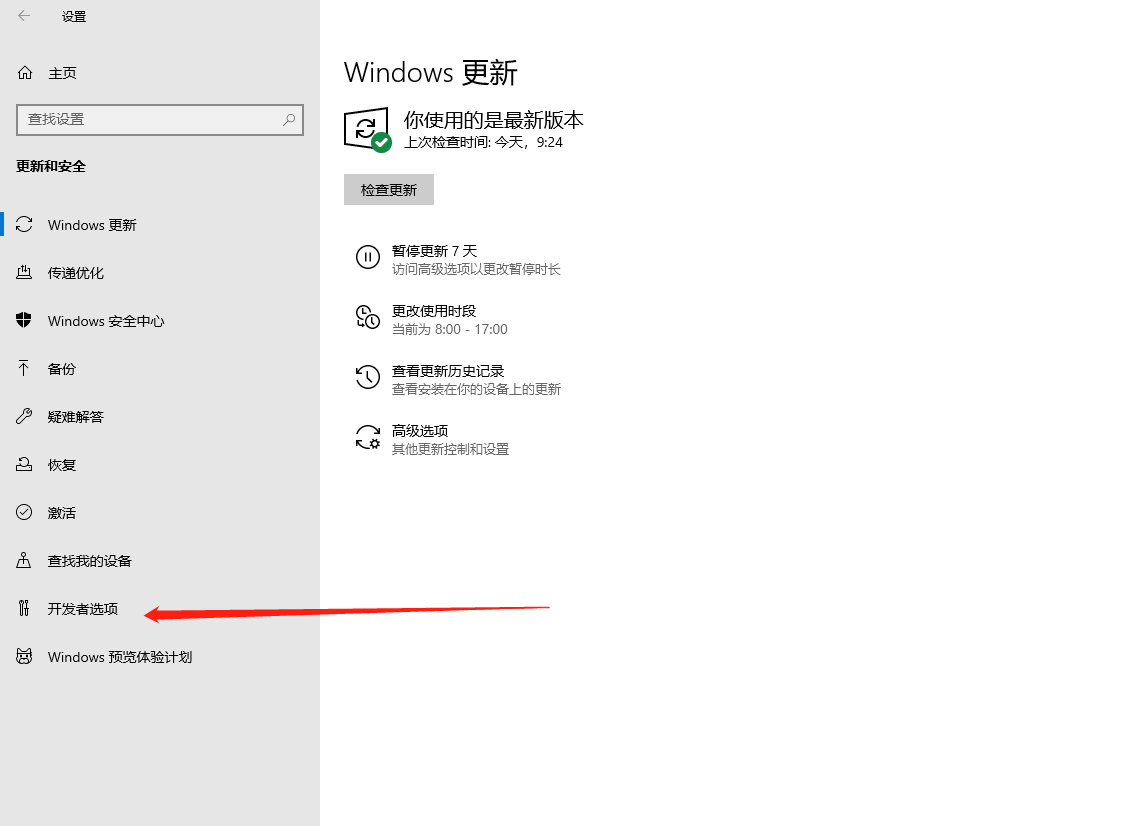 设置
主页
查找设置
更新和安全
Windows 更新
传递优化
Windows 安全中心
备份
疑难解答
恢复
激活
查找我的设备
开发者选项
Windows 预览体验计划
Windows 更新
你使用的是最新版本
上次检查时间: 今天，9:24
检查更新
暂停更新 7 天
访问高级选项以更改暂停时长
更改使用时段
当前为 8:00 - 17:00
查看更新历史记录
查看安装在你的设备上的更新
高级选项
其他更新控制和设置